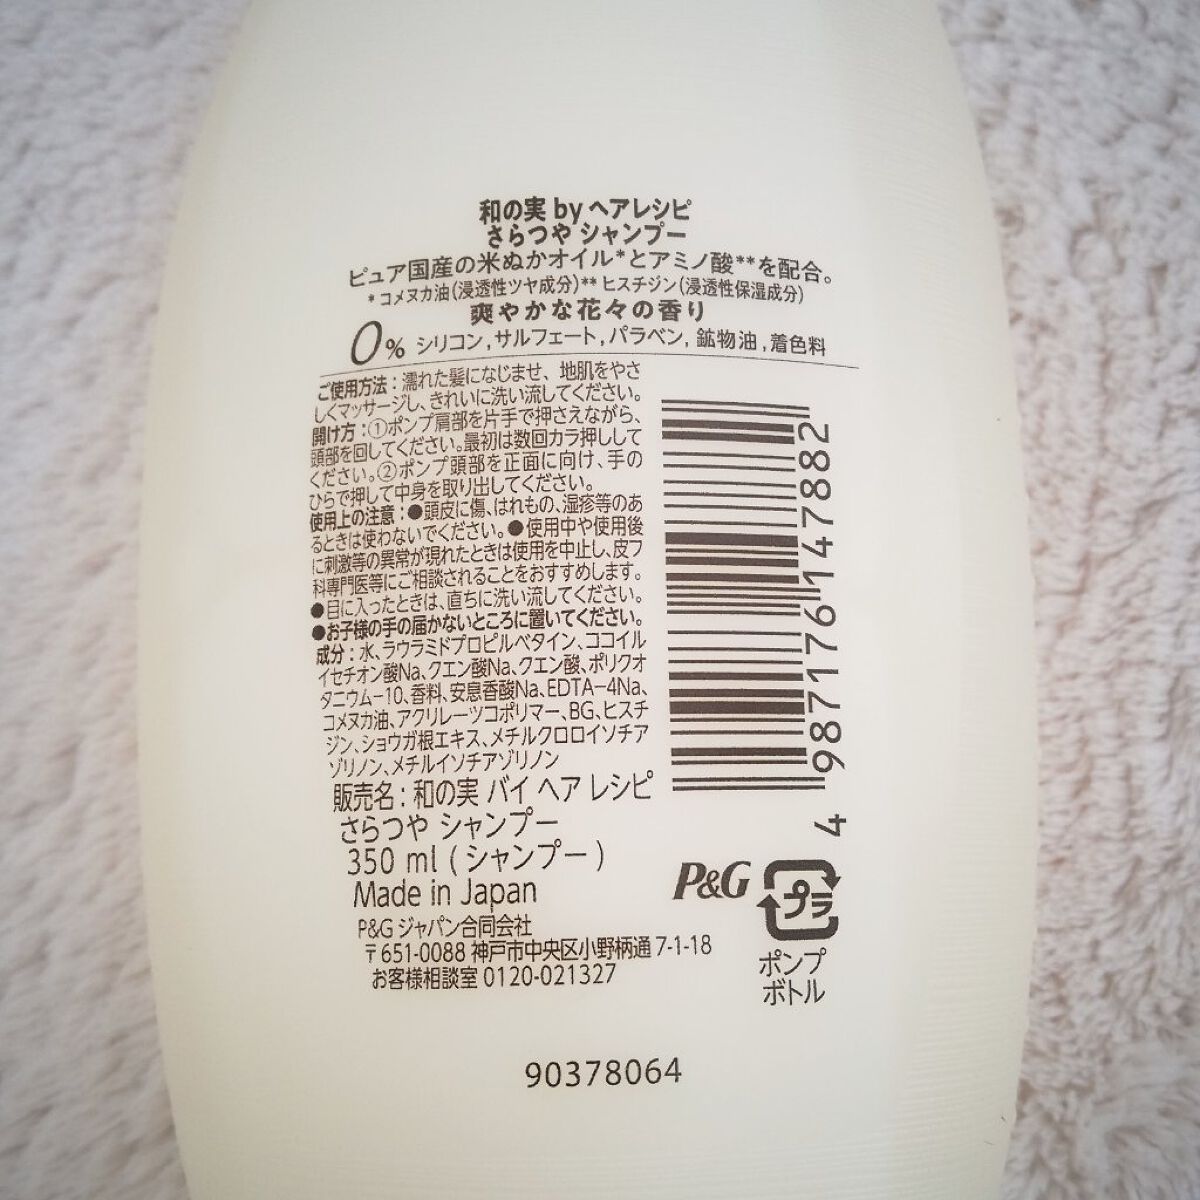 和の実 by ヘアレシピ
さらつや シャンプー
ピュア国産の米ぬかオイル*とアミノ酸**を配合。
*コメヌカ油(浸透性ツヤ成分)**ヒスチジン(浸透性保湿成分)
爽やかな花々の香り
0% シリコン,サルフェート,パラベン,鉱物油,着色料
ご使用方法:濡れた髪になじませ、地肌をやさ
しくマッサージし、きれいに洗い流してください。
開け方:①ポンプ肩部を片手で押さえながら、
頭部を回してください。最初は数回カラ押しして
ください。②ポンプ頭部を正面に向け、手の
ひらで押して中身を取り出してください。
使用上の注意:●頭皮に傷、はれもの、湿疹等のあ
るときは使わないでください。●使用中や使用後
に刺激等の異常が現れたときは使用を中止し、皮フ
科専門医等にご相談されることをおすすめします。
●目に入ったときは、直ちに洗い流してください。
●お子様の手の届かないところに置いてください。
成分:水、ラウラミドプロピルベタイン、ココイル
イセチオン酸Na、クエン酸Na、クエン酸、ポリクオ
タニウム-10、香料、安息香酸Na、EDTA-4Na、
コメヌカ油、アクリレーツコポリマー、BG、ヒスチ
ジン、ショウガ根エキス、メチルクロロイソチア
ゾリノン、メチルイソチアゾリノン
販売名:和の実 バイ ヘア レシピ
さらつや シャンプー
350 ml (シャンプー)
Made in Japan
P&G ジャパン合同会社
〒651-0088 神戸市中央区小野柄通 7-1-18
お客様相談室 0120-021327
4 987176 147882
P&G
プラ
ポンプ
ボトル
90378064